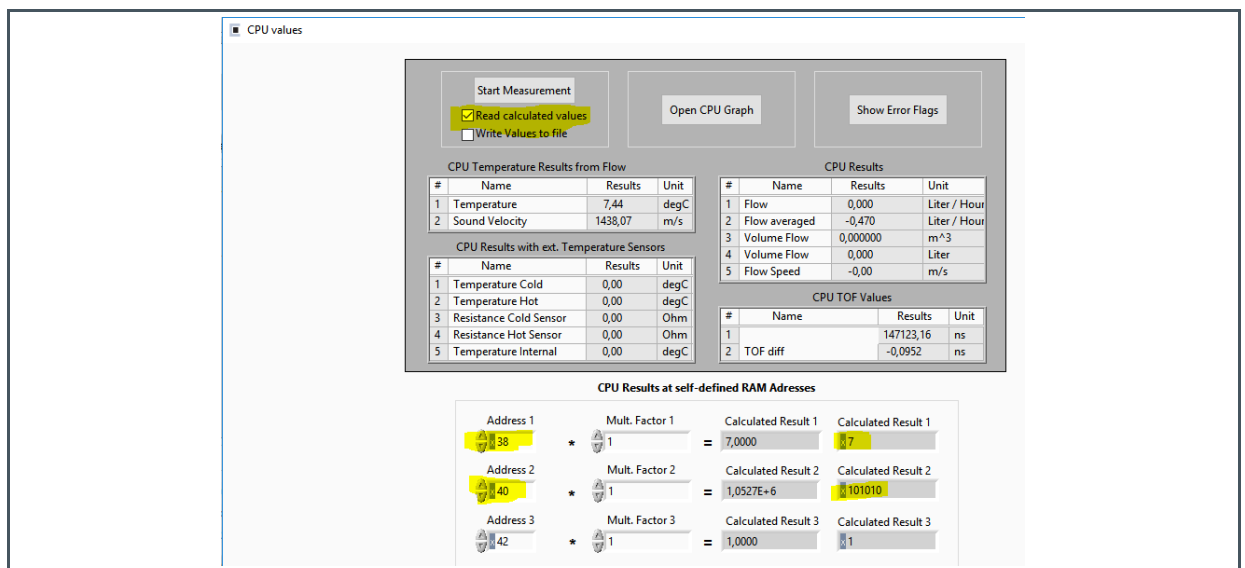 CPU values
Start Measurement
Read calculated values
Write Values to file
Open CPU Graph
Show Error Flags
CPU Temperature Results from Flow
# Name Results Unit
1 Temperature 7,44 degC
2 Sound Velocity 1438,07 m/s
CPU Results with ext. Temperature Sensors
# Name Results Unit
1 Temperature Cold 0,00 degC
2 Temperature Hot 0,00 degC
3 Resistance Cold Sensor 0,00 Ohm
4 Resistance Hot Sensor 0,00 Ohm
5 Temperature Internal 0,00 degC
CPU Results
# Name Results Unit
1 Flow 0,000 Liter / Hour
2 Flow averaged -0,470 Liter / Hour
3 Volume Flow 0,000000 m^3
4 Volume Flow 0,000 Liter
5 Flow Speed -0,00 m/s
CPU TOF Values
# Name Results Unit
1 147123,16 ns
2 TOF diff -0,0952 ns
CPU Results at self-defined RAM Adresses
Address 1 Mult. Factor 1 Calculated Result 1 Calculated Result 1
x 38 * 1 = 7,0000 x 7
Address 2 Mult. Factor 2 Calculated Result 2 Calculated Result 2
x 40 * 1 = 1,0527E+6 x 101010
Address 3 Mult. Factor 3 Calculated Result 3 Calculated Result 3
x 42 * 1 = 1,0000 x 1